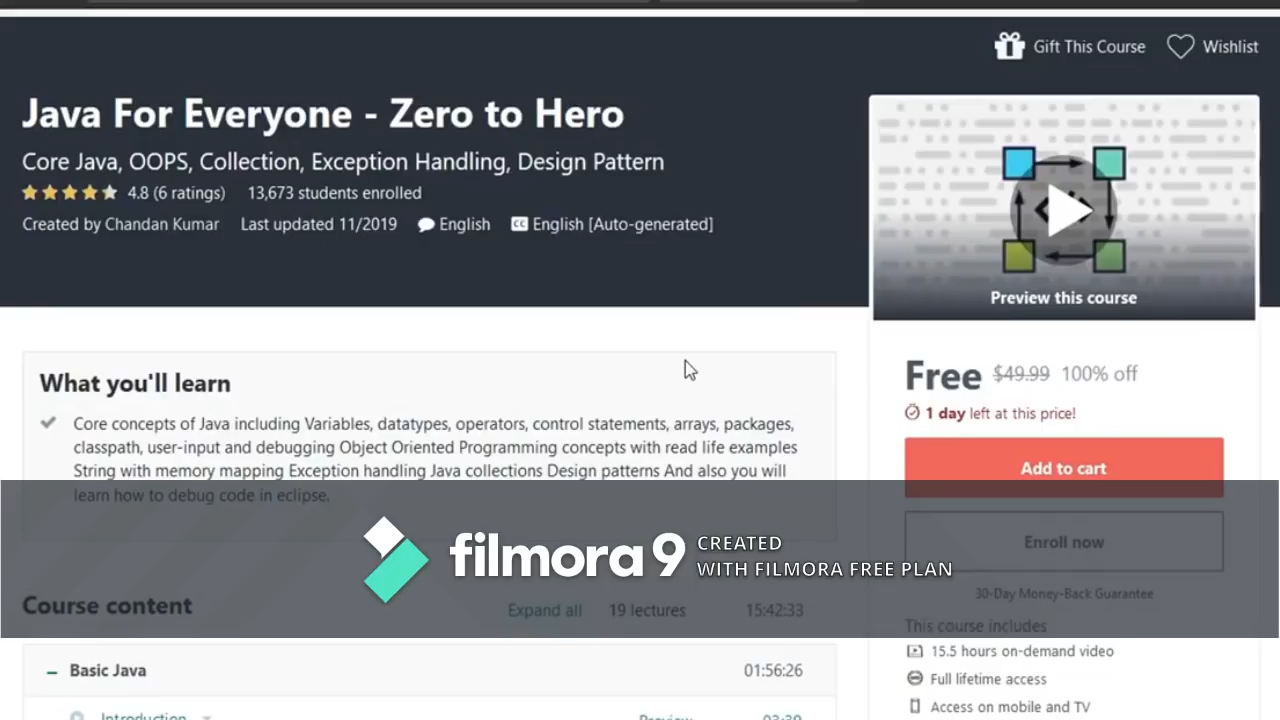 Gift This Course
Wishlist
Java For Everyone - Zero to Hero
Core Java, OOPS, Collection, Exception Handling, Design Pattern
4.8 (6 ratings) 13,673 students enrolled
Created by Chandan Kumar Last updated 11/2019 English CC English [Auto-generated]
Preview this course
Free $49.99 100% off
1 day left at this price!
Add to cart
Enroll now
30-Day Money-Back Guarantee
This course includes
15.5 hours on-demand video
Full lifetime access
Access on mobile and TV
What you'll learn
Core concepts of Java including Variables, datatypes, operators, control statements, arrays, packages,
classpath, user-input and debugging Object Oriented Programming concepts with read life examples
String with memory mapping Exception handling Java collections Design patterns And also you will
learn how to debug code in eclipse.
filmora9 CREATED
WITH FILMORA FREE PLAN
Course content Expand all 19 lectures 15:42:33
Basic Java 01:56:26
Introduction Preview 03:39